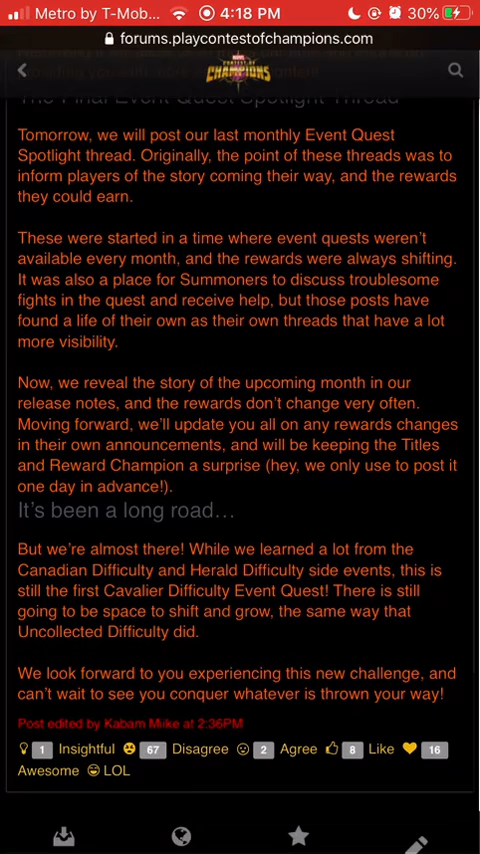 Metro by T-Mob... 4:18 PM 30%
forums.playcontestofchampions.com
MARVEL
CHAMPIONS
The Final Event Quest Spotlight Thread
Tomorrow, we will post our last monthly Event Quest
Spotlight thread. Originally, the point of these threads was to
inform players of the story coming their way, and the rewards
they could earn.
These were started in a time where event quests weren't
available every month, and the rewards were always shifting.
It was also a place for Summoners to discuss troublesome
fights in the quest and receive help, but those posts have
found a life of their own as their own threads that have a lot
more visibility.
Now, we reveal the story of the upcoming month in our
release notes, and the rewards don't change very often.
Moving forward, we'll update you all on any rewards changes
in their own announcements, and will be keeping the Titles
and Reward Champion a surprise (hey, we only use to post it
one day in advance!).
It's been a long road...
But we're almost there! While we learned a lot from the
Canadian Difficulty and Herald Difficulty side events, this is
still the first Cavalier Difficulty Event Quest! There is still
going to be space to shift and grow, the same way that
Uncollected Difficulty did.
We look forward to you experiencing this new challenge, and
can't wait to see you conquer whatever is thrown your way!
Post edited by Kabam Miike at 2:36PM
1 Insightful 67 Disagree 2 Agree 8 Like 16
Awesome LOL